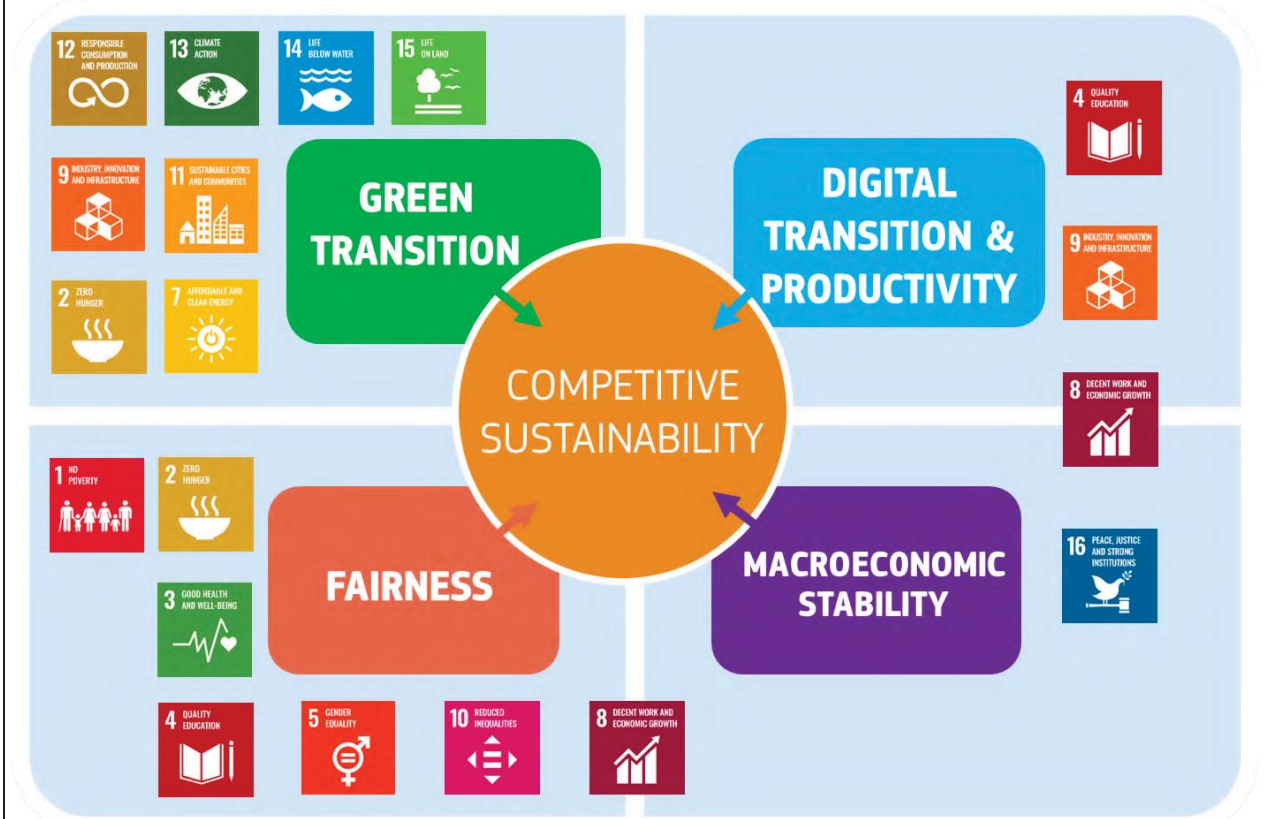 12 RESPONSIBLE
CONSUMPTION
AND PRODUCTION
13 CLIMATE
ACTION
14 LIFE
BELOW WATER
15 LIFE
ON LAND
9 INDUSTRY, INNOVATION
AND INFRASTRUCTURE
11 SUSTAINABLE CITIES
AND COMMUNITIES
2 ZERO
HUNGER
7 AFFORDABLE AND
CLEAN ENERGY
GREEN
TRANSITION
DIGITAL
TRANSITION &
PRODUCTIVITY
4 QUALITY
EDUCATION
9 INDUSTRY, INNOVATION
AND INFRASTRUCTURE
8 DECENT WORK AND
ECONOMIC GROWTH
COMPETITIVE
SUSTAINABILITY
1 NO
POVERTY
2 ZERO
HUNGER
3 GOOD HEALTH
AND WELL-BEING
FAIRNESS
4 QUALITY
EDUCATION
5 GENDER
EQUALITY
10 REDUCED
INEQUALITIES
8 DECENT WORK AND
ECONOMIC GROWTH
MACROECONOMIC
STABILITY
16 PEACE, JUSTICE
AND STRONG
INSTITUTIONS